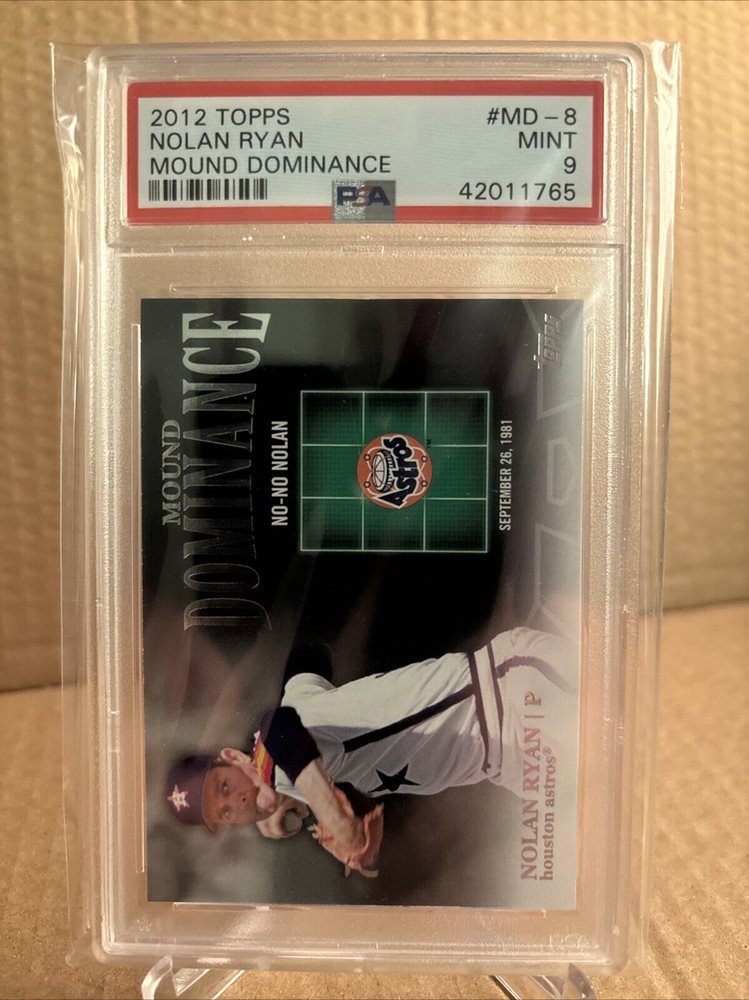 2012 TOPPS #MD-8
NOLAN RYAN MINT
MOUND DOMINANCE 9
PSA 42011765
MOUND
DOMINANCE
NO-NO NOLAN
Astros
SEPTEMBER 26, 1981
Topps
NOLAN RYAN | P
houston astros®